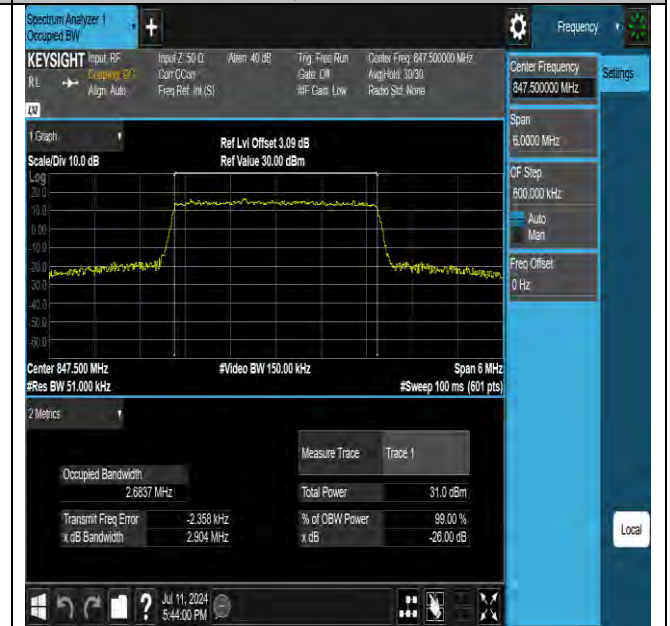 Spectrum Analyzer 1
Occupied BW
+
Frequency
KEYSIGHT
RL
LXI
Input: RF
Coupling: DC
Align: Auto
Input Z: 50 Ω
Corr CCorr
Freq Ref: Int (S)
Atten: 40 dB
Trig: Free Run
Gate: Off
#IF Gain: Low
Center Freq: 847.500000 MHz
Avg|Hold: 30/30
Radio Std: None
Center Frequency
847.500000 MHz
Settings
Span
6.0000 MHz
CF Step
600.000 kHz
Auto
Man
Freq Offset
0 Hz
Local
1 Graph
Scale/Div 10.0 dB
Ref Lvl Offset 3.09 dB
Ref Value 30.00 dBm
Log
20.0
10.0
0.00
-10.0
-20.0
-30.0
-40.0
-50.0
-60.0
Center 847.500 MHz
#Video BW 150.00 kHz
Span 6 MHz
#Res BW 51.000 kHz
#Sweep 100 ms (601 pts)
2 Metrics
Measure Trace Trace 1
Occupied Bandwidth
2.6837 MHz
Total Power 31.0 dBm
Transmit Freq Error -2.358 kHz
% of OBW Power 99.00 %
x dB Bandwidth 2.904 MHz
x dB -26.00 dB
?
Jul 11, 2024
5:44:00 PM